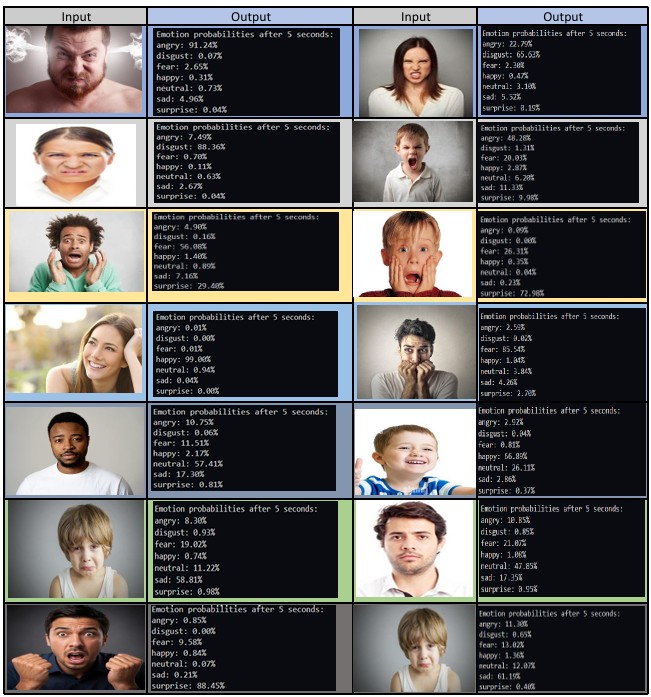 Input Output Input Output
Emotion probabilities after 5 seconds:
angry: 91.24%
disgust: 0.07%
fear: 2.65%
happy: 0.31%
neutral: 0.73%
sad: 4.96%
surprise: 0.04%
Emotion probabilities after 5 seconds:
angry: 22.79%
disgust: 65.63%
fear: 2.30%
happy: 0.47%
neutral: 3.10%
sad: 5.52%
surprise: 0.19%
Emotion probabilities after 5 seconds:
angry: 7.49%
disgust: 88.36%
fear: 0.70%
happy: 0.11%
neutral: 0.63%
sad: 2.67%
surprise: 0.04%
Emotion probabilities after 5 seconds:
angry: 48.28%
disgust: 1.31%
fear: 20.03%
happy: 2.87%
neutral: 6.20%
sad: 11.33%
surprise: 9.98%
Emotion probabilities after 5 seconds:
angry: 4.90%
disgust: 0.16%
fear: 56.08%
happy: 1.40%
neutral: 0.89%
sad: 7.16%
surprise: 29.40%
Emotion probabilities after 5 seconds:
angry: 0.09%
disgust: 0.00%
fear: 26.31%
happy: 0.35%
neutral: 0.04%
sad: 0.23%
surprise: 72.98%
Emotion probabilities after 5 seconds:
angry: 0.01%
disgust: 0.00%
fear: 0.01%
happy: 99.00%
neutral: 0.94%
sad: 0.04%
surprise: 0.00%
Emotion probabilities after 5 seconds:
angry: 2.59%
disgust: 0.02%
fear: 85.54%
happy: 1.04%
neutral: 3.84%
sad: 4.26%
surprise: 2.70%
Emotion probabilities after 5 seconds:
angry: 10.75%
disgust: 0.06%
fear: 11.51%
happy: 2.17%
neutral: 57.41%
sad: 17.30%
surprise: 0.81%
Emotion probabilities after 5 seconds:
angry: 2.92%
disgust: 0.04%
fear: 0.81%
happy: 66.89%
neutral: 26.11%
sad: 2.86%
surprise: 0.37%
Emotion probabilities after 5 seconds:
angry: 8.30%
disgust: 0.93%
fear: 19.02%
happy: 0.74%
neutral: 11.22%
sad: 58.81%
surprise: 0.98%
Emotion probabilities after 5 seconds:
angry: 10.85%
disgust: 0.85%
fear: 21.07%
happy: 1.08%
neutral: 47.85%
sad: 17.35%
surprise: 0.95%
Emotion probabilities after 5 seconds:
angry: 0.85%
disgust: 0.00%
fear: 9.58%
happy: 0.84%
neutral: 0.07%
sad: 0.21%
surprise: 88.45%
Emotion probabilities after 5 seconds:
angry: 11.30%
disgust: 0.65%
fear: 13.02%
happy: 1.36%
neutral: 12.07%
sad: 61.19%
surprise: 0.40%